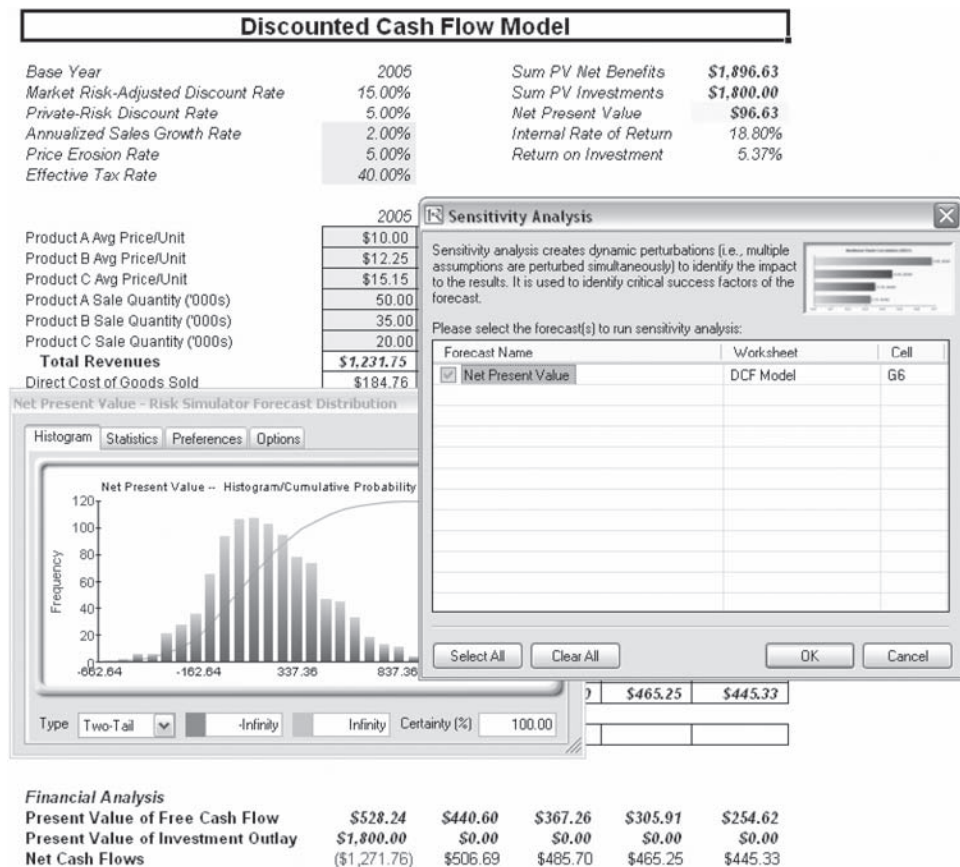 Discounted Cash Flow Model
Base Year 2005 Sum PV Net Benefits $1,896.63
Market Risk-Adjusted Discount Rate 15.00% Sum PV Investments $1,800.00
Private-Risk Discount Rate 5.00% Net Present Value $96.63
Annualized Sales Growth Rate 2.00% Internal Rate of Return 18.80%
Price Erosion Rate 5.00% Return on Investment 5.37%
Effective Tax Rate 40.00%
2005
Product A Avg Price/Unit $10.00
Product B Avg Price/Unit $12.25
Product C Avg Price/Unit $15.15
Product A Sale Quantity ('000s) 50.00
Product B Sale Quantity ('000s) 35.00
Product C Sale Quantity ('000s) 20.00
Total Revenues $1,231.75
Direct Cost of Goods Sold $184.76
Sensitivity Analysis
Sensitivity analysis creates dynamic perturbations (i.e., multiple
assumptions are perturbed simultaneously) to identify the impact
to the results. It is used to identify critical success factors of the
forecast.
Please select the forecast(s) to run sensitivity analysis:
Forecast Name Worksheet Cell
Net Present Value DCF Model G6
Select All Clear All OK Cancel
Net Present Value - Risk Simulator Forecast Distribution
Histogram Statistics Preferences Options
Net Present Value -- Histogram/Cumulative Probability
Frequency
120
100
80
60
40
20
0
-662.64 -162.64 337.36 837.36
Type Two-Tail -Infinity Infinity Certainty (%) 100.00
$465.25 $445.33
Financial Analysis
Present Value of Free Cash Flow $528.24 $440.60 $367.26 $305.91 $254.62
Present Value of Investment Outlay $1,800.00 $0.00 $0.00 $0.00 $0.00
Net Cash Flows ($1,271.76) $506.69 $485.70 $465.25 $445.33